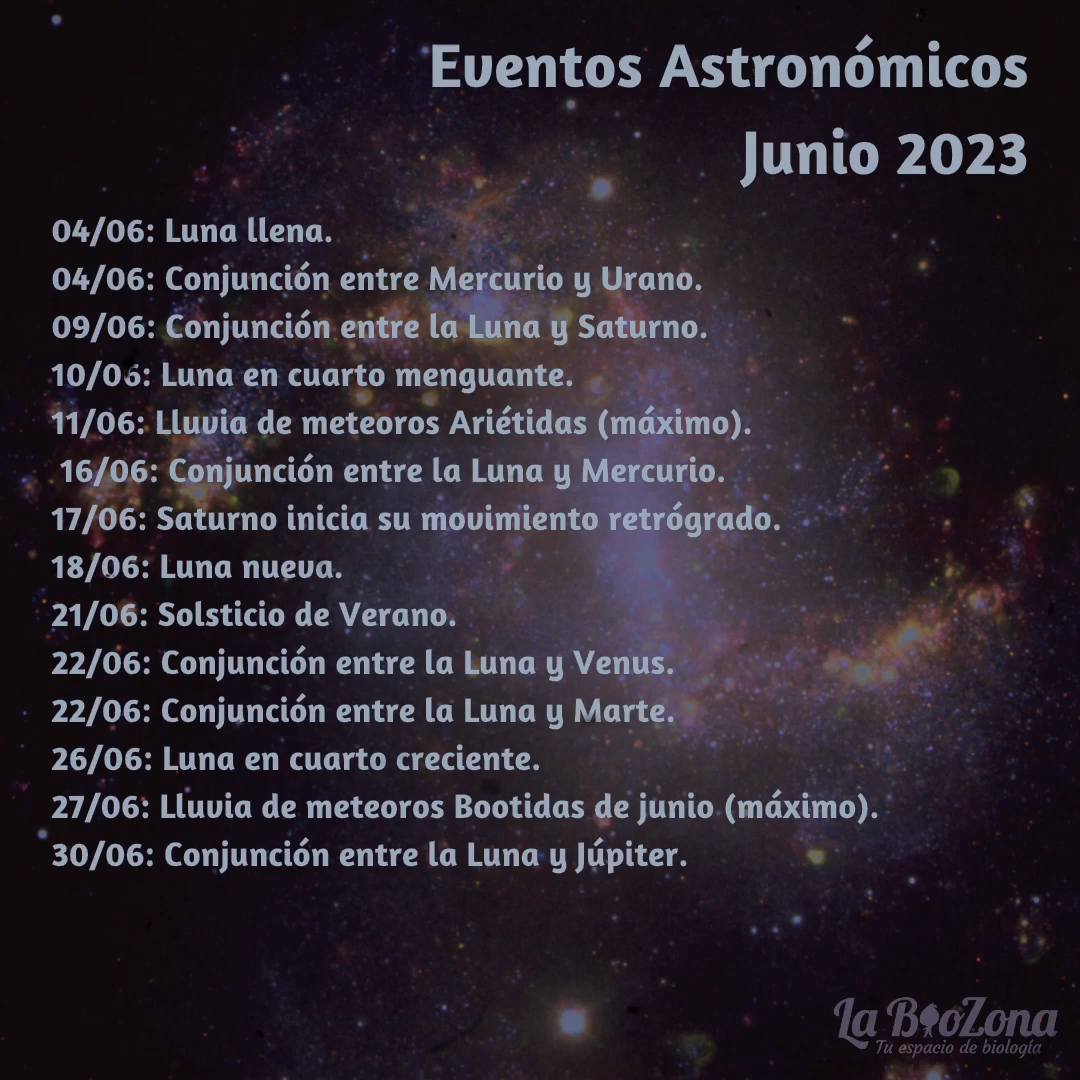 Eventos Astronómicos
Junio 2023
04/06: Luna llena.
04/06: Conjunción entre Mercurio y Urano.
09/06: Conjunción entre la Luna y Saturno.
10/06: Luna en cuarto menguante.
11/06: Lluvia de meteoros Ariétidas (máximo).
16/06: Conjunción entre la Luna y Mercurio.
17/06: Saturno inicia su movimiento retrógrado.
18/06: Luna nueva.
21/06: Solsticio de Verano.
22/06: Conjunción entre la Luna y Venus.
22/06: Conjunción entre la Luna y Marte.
26/06: Luna en cuarto creciente.
27/06: Lluvia de meteoros Bootidas de junio (máximo).
30/06: Conjunción entre la Luna y Júpiter.
La BioZona
Tu espacio de biología